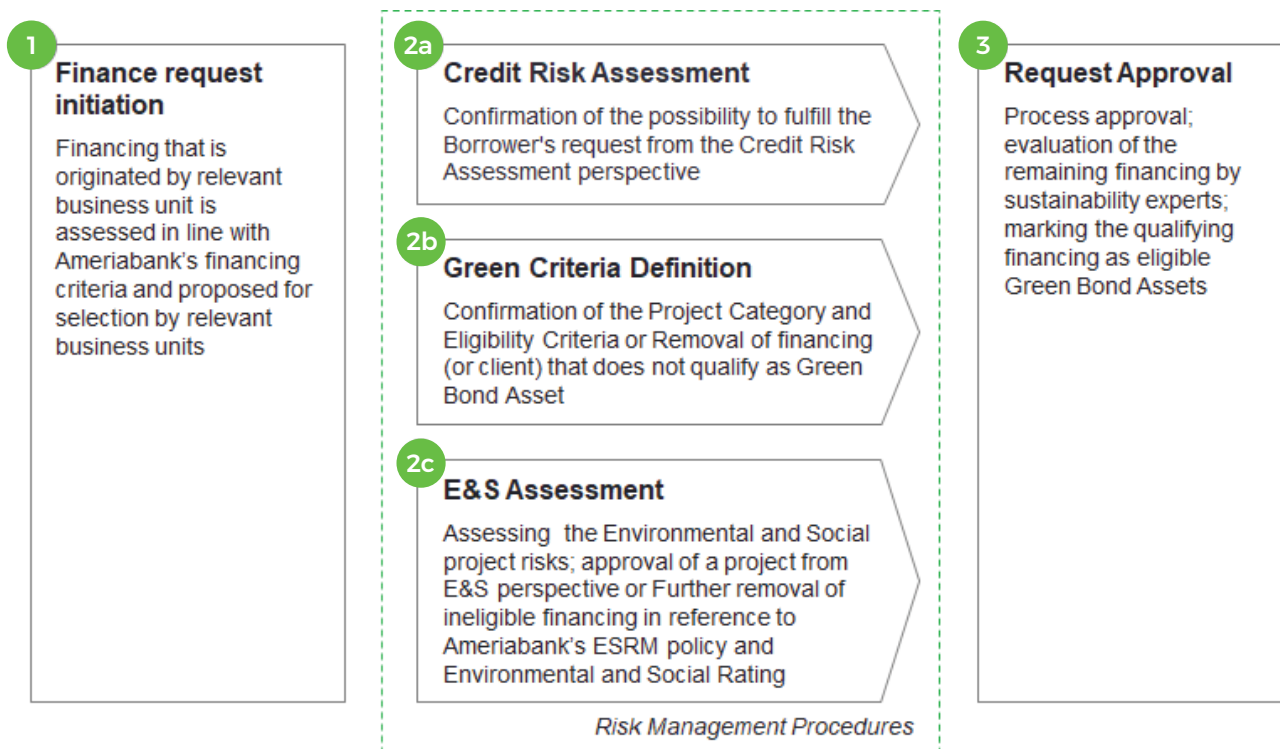 1
Finance request
initiation
Financing that is
originated by relevant
business unit is
assessed in line with
Ameriabank’s financing
criteria and proposed for
selection by relevant
business units
2a
Credit Risk Assessment
Confirmation of the possibility to fulfill the
Borrower's request from the Credit Risk
Assessment perspective
2b
Green Criteria Definition
Confirmation of the Project Category and
Eligibility Criteria or Removal of financing
(or client) that does not qualify as Green
Bond Asset
2c
E&S Assessment
Assessing the Environmental and Social
project risks; approval of a project from
E&S perspective or Further removal of
ineligible financing in reference to
Ameriabank’s ESRM policy and
Environmental and Social Rating
Risk Management Procedures
3
Request Approval
Process approval;
evaluation of the
remaining financing by
sustainability experts;
marking the qualifying
financing as eligible
Green Bond Assets